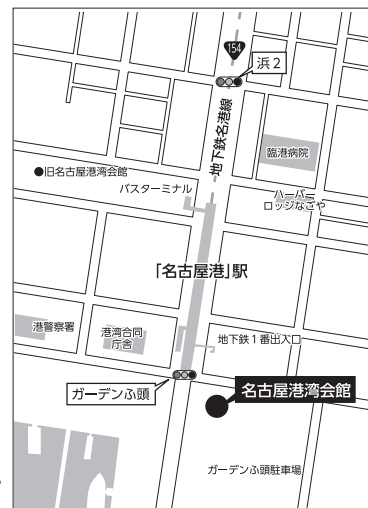 154
浜2
地下鉄名港線
臨港病院
●旧名古屋港湾会館
バスターミナル
ハーバー
ロッジなごや
「名古屋港」駅
港警察署
港湾合同
庁舎
地下鉄1番出入口
ガーデンふ頭
名古屋港湾会館
ガーデンふ頭駐車場